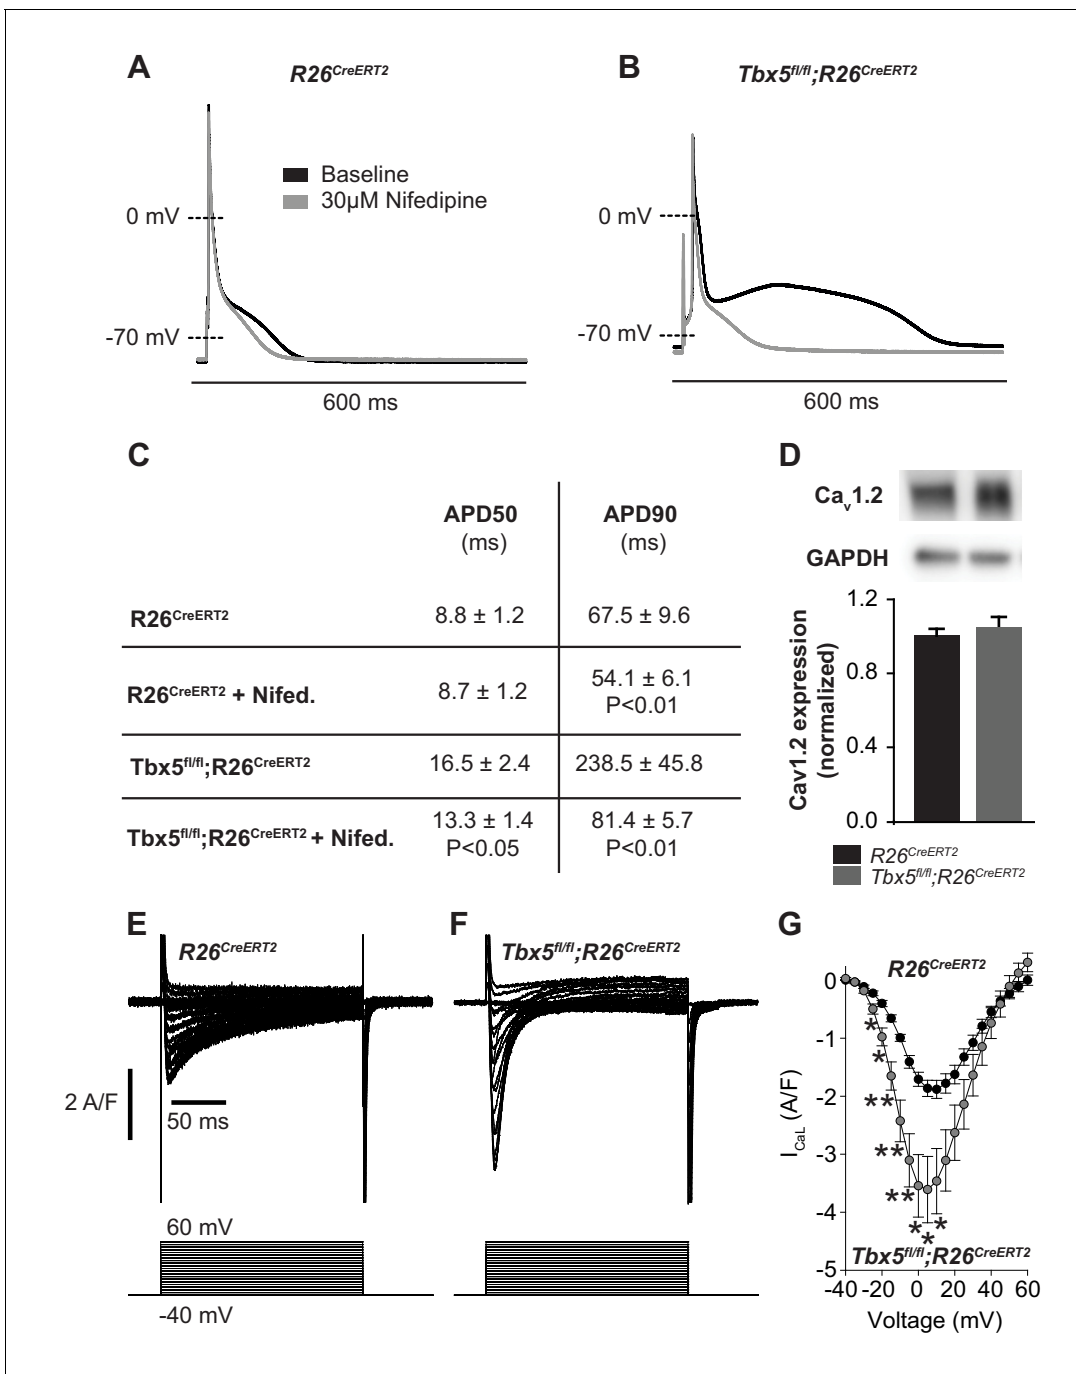 A
R26CreERT2
Baseline
30µM Nifedipine
0 mV
-70 mV
600 ms
B
Tbx5fl/fl;R26CreERT2
0 mV
-70 mV
600 ms
C
APD50 APD90
(ms) (ms)
R26CreERT2 8.8 ± 1.2 67.5 ± 9.6
R26CreERT2 + Nifed. 8.7 ± 1.2 54.1 ± 6.1
P<0.01
Tbx5fl/fl;R26CreERT2 16.5 ± 2.4 238.5 ± 45.8
Tbx5fl/fl;R26CreERT2 + Nifed. 13.3 ± 1.4 81.4 ± 5.7
P<0.05 P<0.01
D
Cav1.2
GAPDH
1.2
0.8
0.4
0.0
Cav1.2 expression
(normalized)
R26CreERT2
Tbx5fl/fl;R26CreERT2
E
R26CreERT2
2 A/F
50 ms
60 mV
-40 mV
F
Tbx5fl/fl;R26CreERT2
G
R26CreERT2
0
-1
-2
-3
-4
-5
ICaL (A/F)
*
*
**
**
**
*
*
*
Tbx5fl/fl;R26CreERT2
-40 -20 0 20 40 60
Voltage (mV)